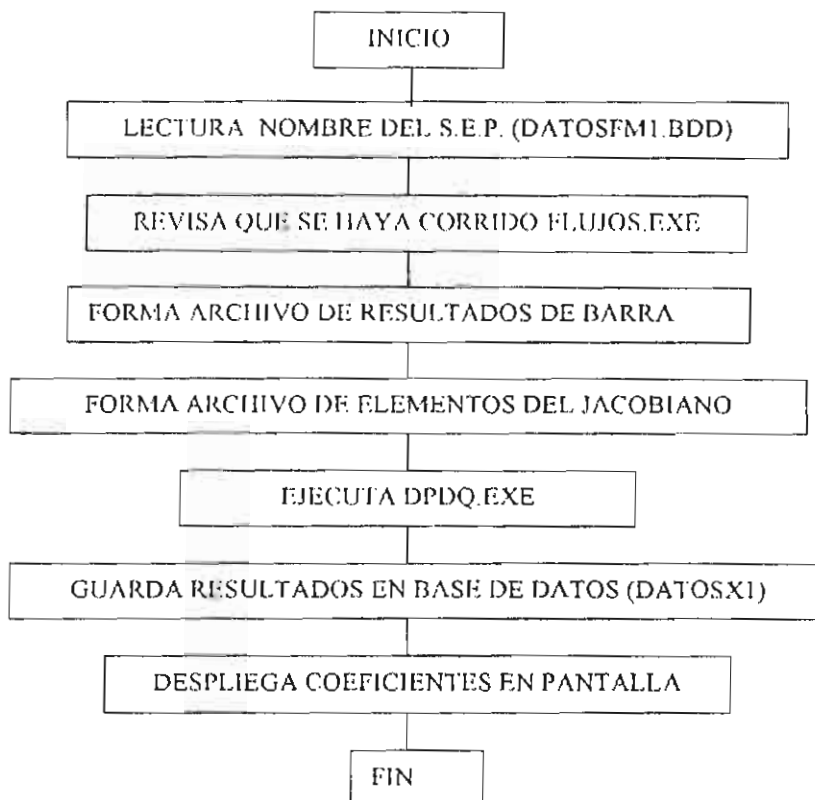 INICIO
LECTURA NOMBRE DEL S.E.P. (DATOSFM1.BDD)
REVISA QUE SE HAYA CORRIDO FLUJOS.EXE
FORMA ARCHIVO DE RESULTADOS DE BARRA
FORMA ARCHIVO DE ELEMENTOS DEL JACOBIANO
EJECUTA DPDQ.EXE
GUARDA RESULTADOS EN BASE DE DATOS (DATOSX1)
DESPLIEGA COEFICIENTES EN PANTALLA
FIN